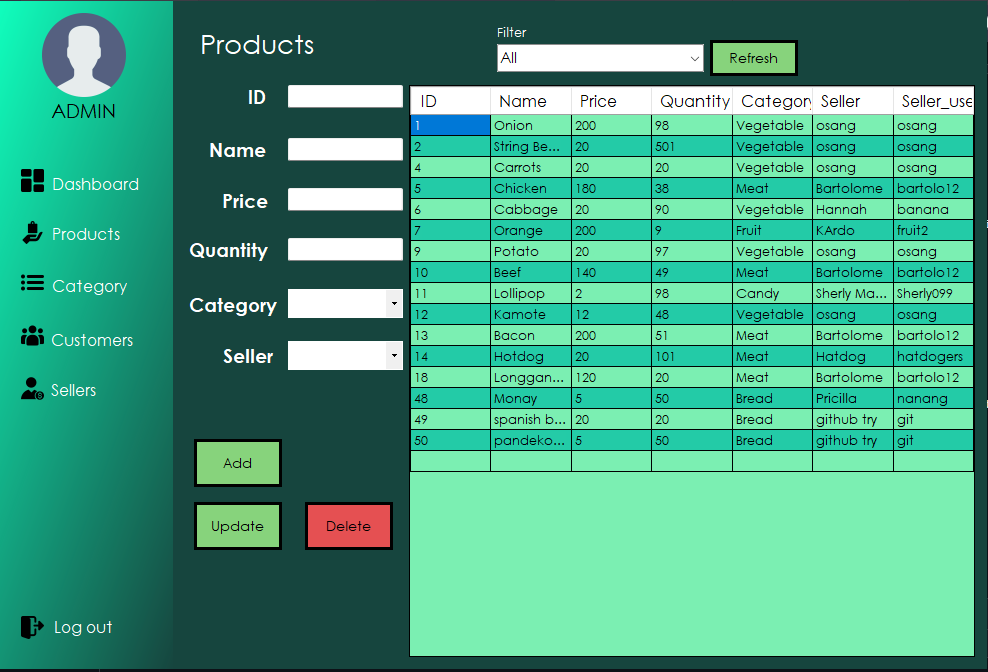 ADMIN
Dashboard
Products
Category
Customers
Sellers
Log out
Products
Filter
All
Refresh
ID
Name
Price
Quantity
Category
Seller
Add
Update
Delete
ID Name Price Quantity Category Seller Seller_use
1 Onion 200 98 Vegetable osang osang
2 String Be... 20 501 Vegetable osang osang
4 Carrots 20 20 Vegetable osang osang
5 Chicken 180 38 Meat Bartolome bartolo12
6 Cabbage 20 90 Vegetable Hannah banana
7 Orange 200 9 Fruit KArdo fruit2
9 Potato 20 97 Vegetable osang osang
10 Beef 140 49 Meat Bartolome bartolo12
11 Lollipop 2 98 Candy Sherly Ma... Sherly099
12 Kamote 12 48 Vegetable osang osang
13 Bacon 200 51 Meat Bartolome bartolo12
14 Hotdog 20 101 Meat Hatdog hatdogers
18 Longgan... 120 20 Meat Bartolome bartolo12
48 Monay 5 50 Bread Pricilla nanang
49 spanish b... 20 20 Bread github try git
50 pandeko... 5 50 Bread github try git